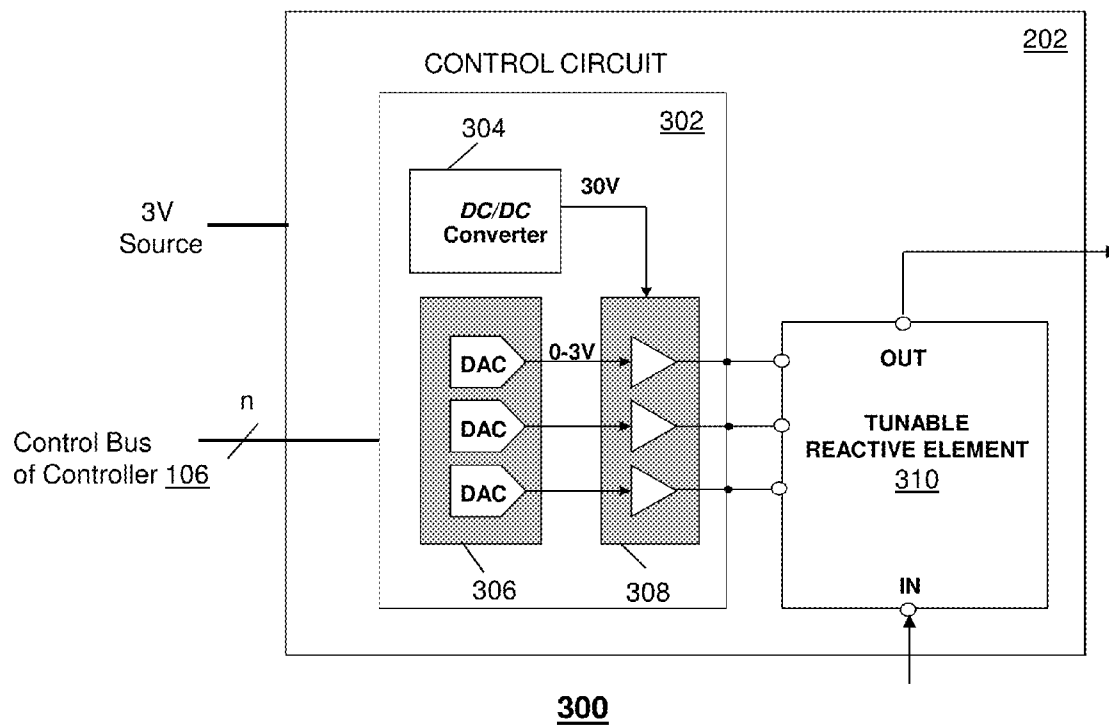 202
CONTROL CIRCUIT
302
304
30V
DC/DC
Converter
3V
Source
0-3V
DAC
DAC
DAC
OUT
TUNABLE
REACTIVE ELEMENT
310
IN
n
Control Bus
of Controller 106
306
308
300